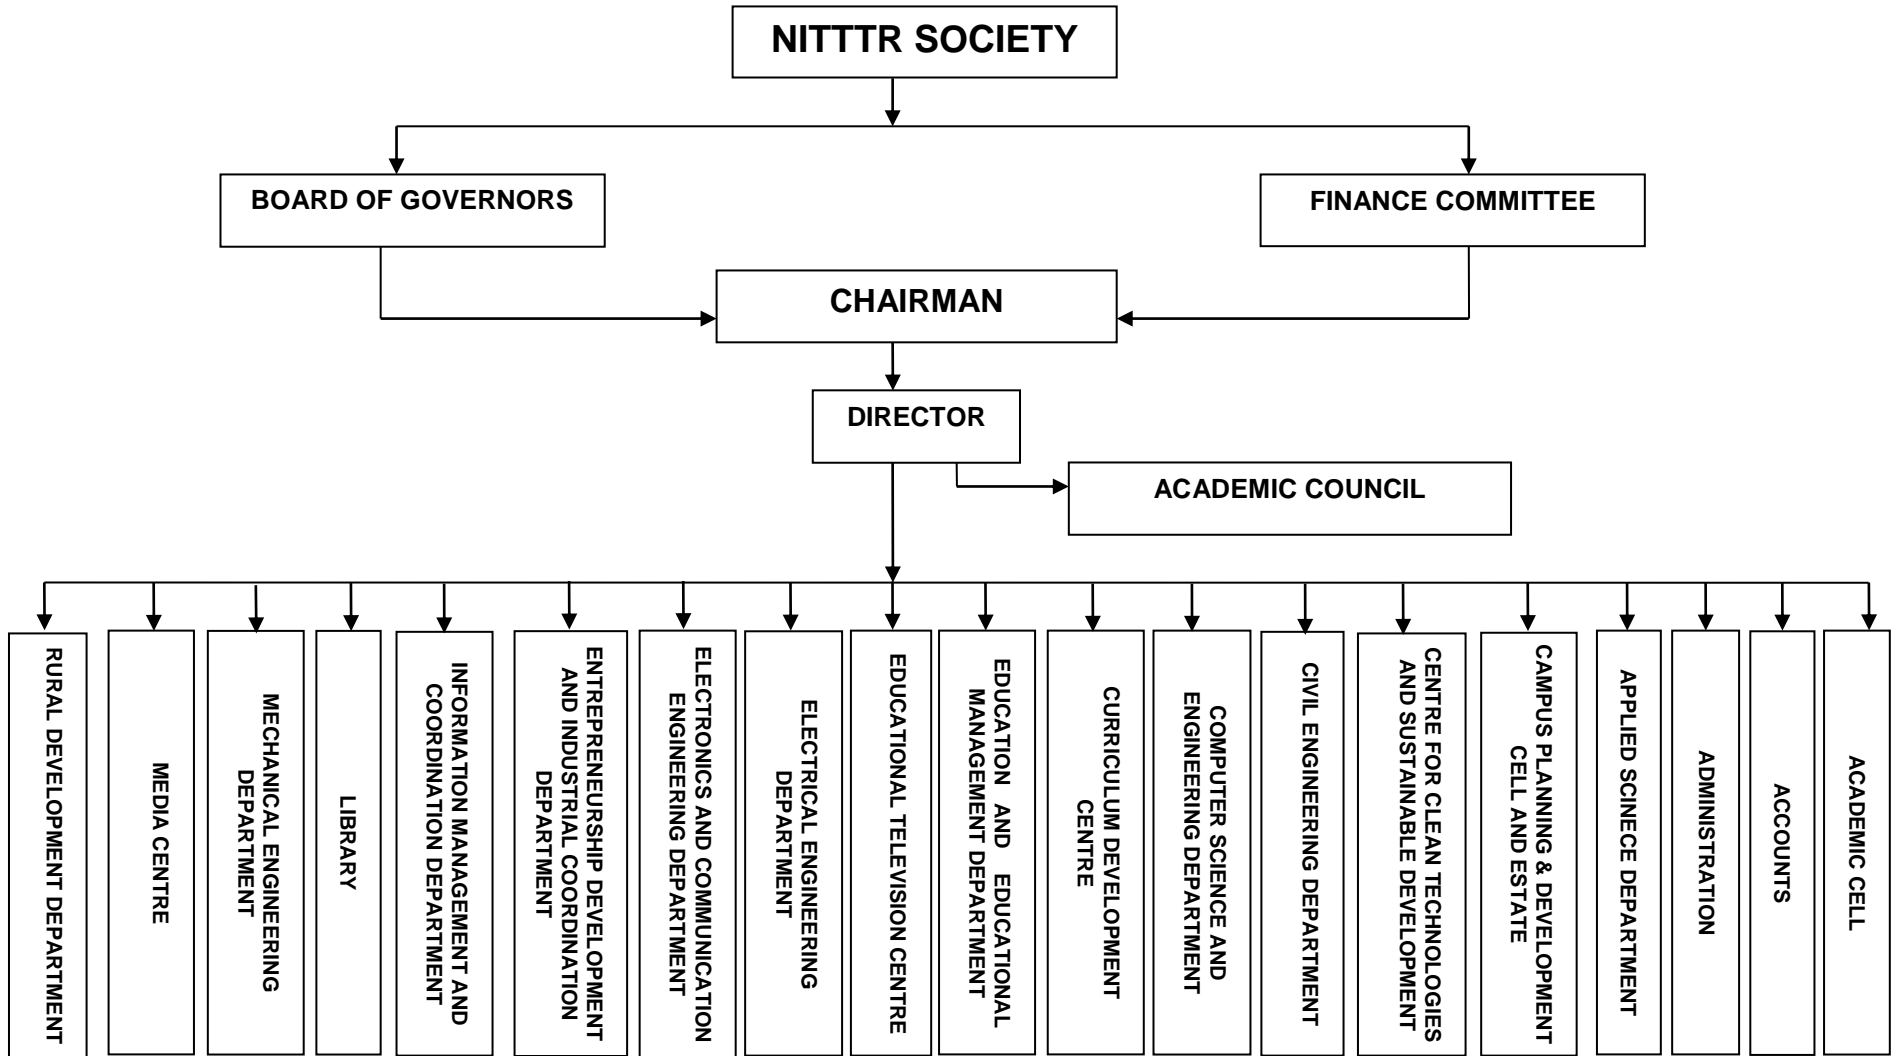 NITTTR SOCIETY
BOARD OF GOVERNORS
FINANCE COMMITTEE
CHAIRMAN
DIRECTOR
ACADEMIC COUNCIL
RURAL DEVELOPMENT DEPARTMENT
MEDIA CENTRE
MECHANICAL ENGINEERING
DEPARTMENT
LIBRARY
INFORMATION MANAGEMENT AND
COORDINATION DEPARTMENT
ENTREPRENEURSHIP DEVELOPMENT
AND INDUSTRIAL COORDINATION
DEPARTMENT
ELECTRONICS AND COMMUNICATION
ENGINEERING DEPARTMENT
ELECTRICAL ENGINEERING
DEPARTMENT
EDUCATIONAL TELEVISION CENTRE
EDUCATION AND EDUCATIONAL
MANAGEMENT DEPARTMENT
CURRICULUM DEVELOPMENT
CENTRE
COMPUTER SCIENCE AND
ENGINEERING DEPARTMENT
CIVIL ENGINEERING DEPARTMENT
CENTRE FOR CLEAN TECHNOLOGIES
AND SUSTAINABLE DEVELOPMENT
CAMPUS PLANNING & DEVELOPMENT
CELL AND ESTATE
APPLIED SCINECE DEPARTMENT
ADMINISTRATION
ACCOUNTS
ACADEMIC CELL